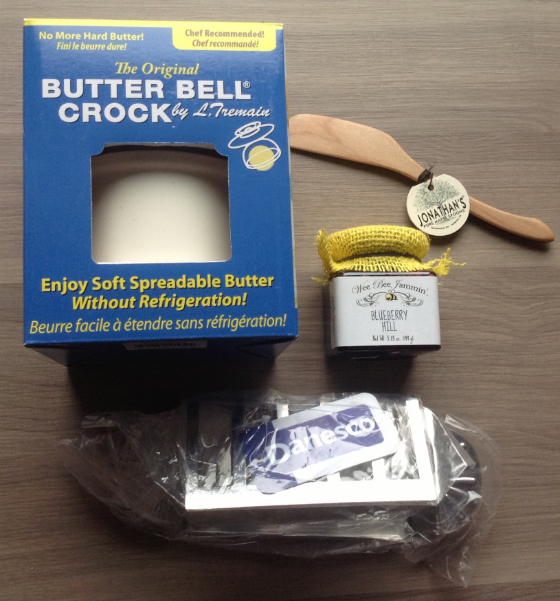 No More Hard Butter!
Fini le beurre dure!
Chef Recommended!
Chef recommandé!
The Original
BUTTER BELL®
CROCK by L. Tremain
Enjoy Soft Spreadable Butter
Without Refrigeration!
Beurre facile à étendre sans réfrigération!
JONATHAN'S
Wee Bee Jammin'
BLUEBERRY
HILL
Danesco